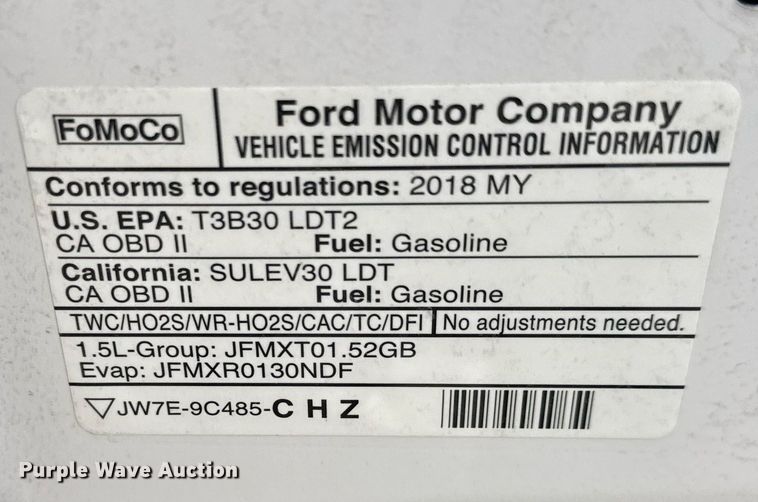 FoMoCo
Ford Motor Company
VEHICLE EMISSION CONTROL INFORMATION
Conforms to regulations: 2018 MY
U.S. EPA: T3B30 LDT2
CA OBD II Fuel: Gasoline
California: SULEV30 LDT
CA OBD II Fuel: Gasoline
TWC/HO2S/WR-HO2S/CAC/TC/DFI No adjustments needed.
1.5L-Group: JFMXT01.52GB
Evap: JFMXR0130NDF
▽JW7E-9C485-C H Z
Purple Wave Auction